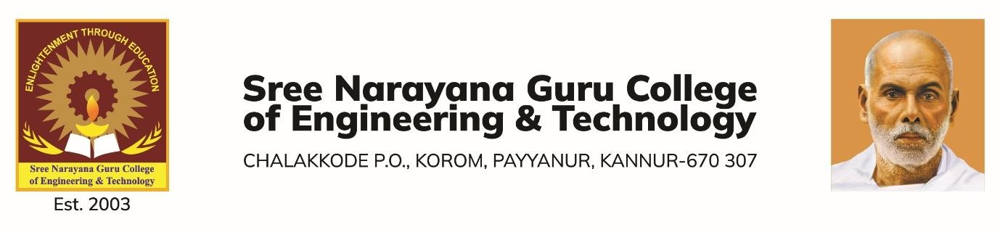 ENLIGHTENMENT THROUGH EDUCATION
Sree Narayana Guru College
of Engineering & Technology
Est. 2003
Sree Narayana Guru College
of Engineering & Technology
CHALAKKODE P.O., KOROM, PAYYANUR, KANNUR-670 307